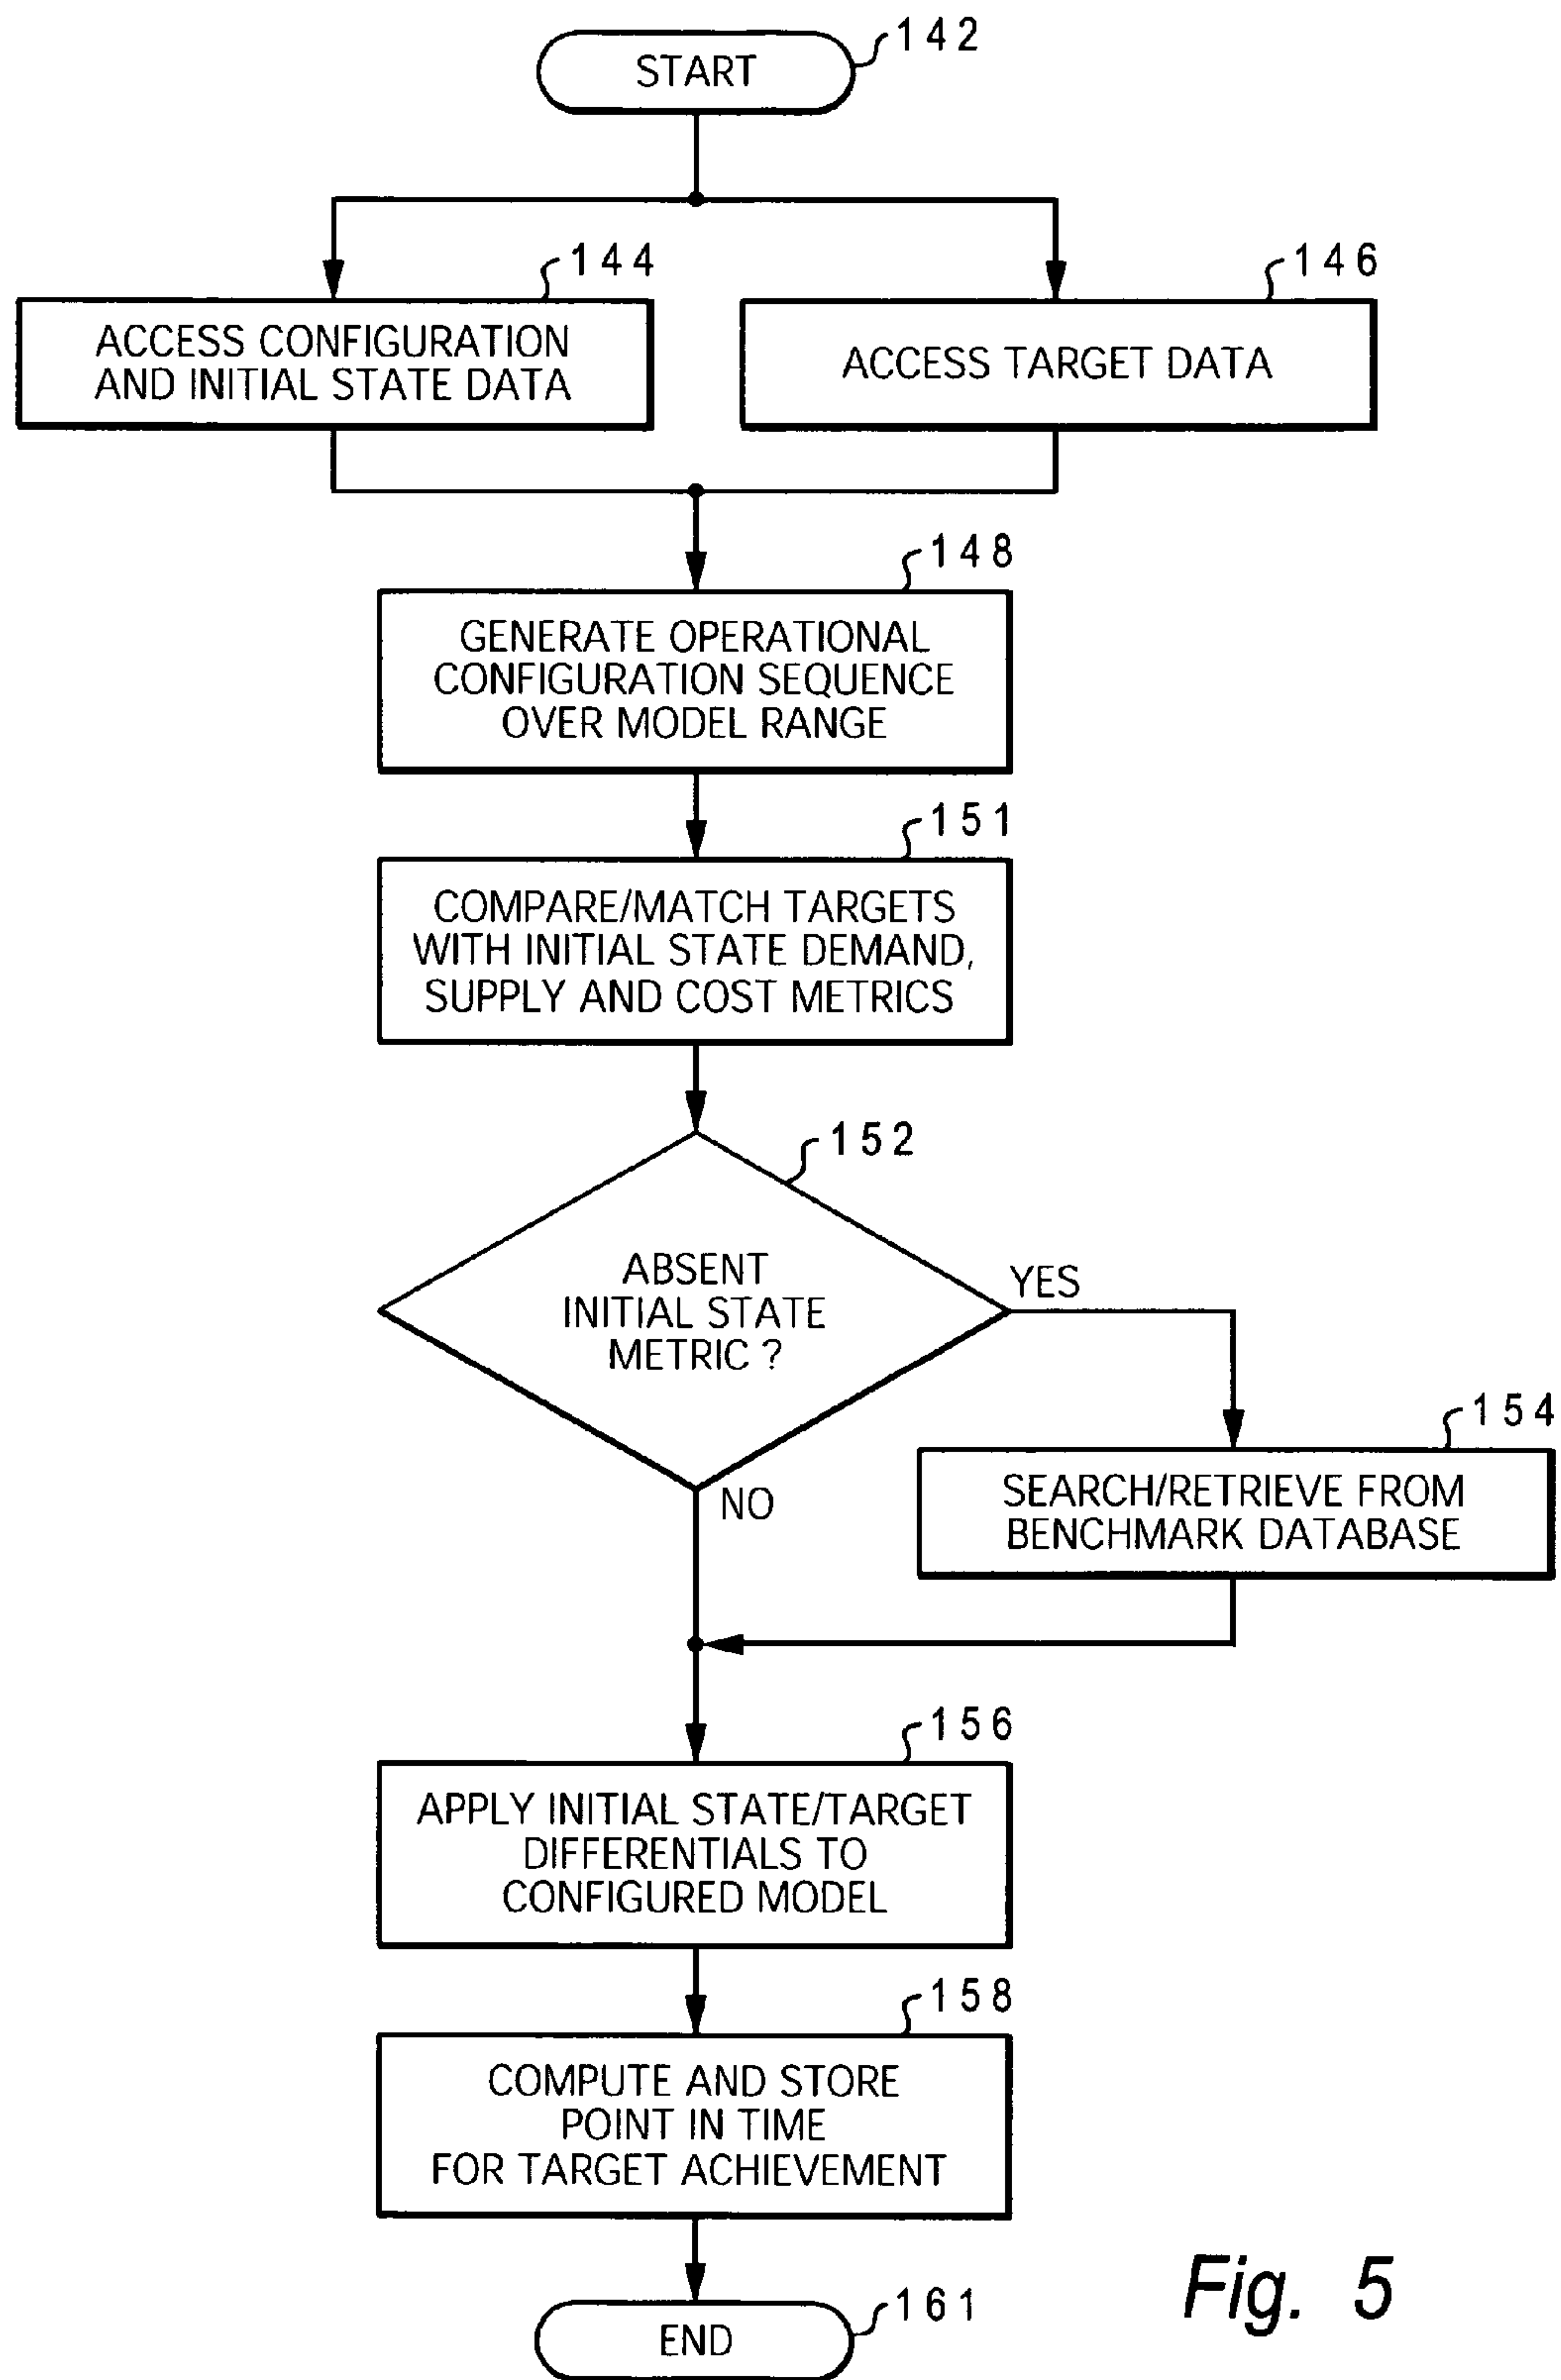 142
START
144
ACCESS CONFIGURATION
AND INITIAL STATE DATA
146
ACCESS TARGET DATA
148
GENERATE OPERATIONAL
CONFIGURATION SEQUENCE
OVER MODEL RANGE
151
COMPARE/MATCH TARGETS
WITH INITIAL STATE DEMAND,
SUPPLY AND COST METRICS
152
ABSENT
INITIAL STATE
METRIC ?
YES
NO
154
SEARCH/RETRIEVE FROM
BENCHMARK DATABASE
156
APPLY INITIAL STATE/TARGET
DIFFERENTIALS TO
CONFIGURED MODEL
158
COMPUTE AND STORE
POINT IN TIME
FOR TARGET ACHIEVEMENT
161
END
Fig. 5